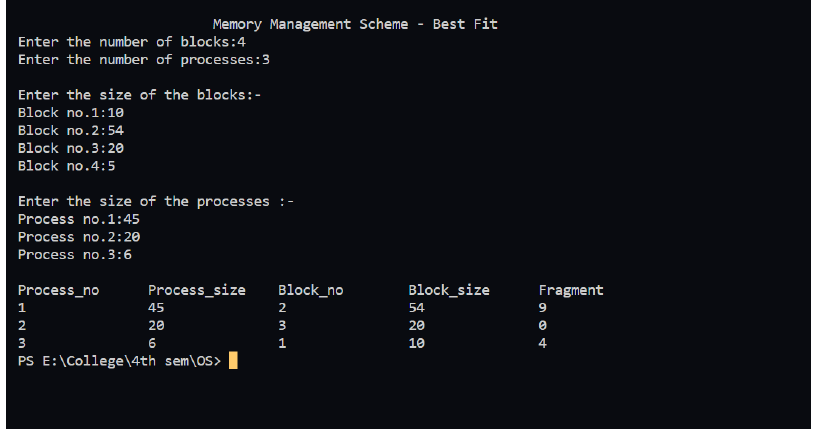 Memory Management Scheme - Best Fit
Enter the number of blocks:4
Enter the number of processes:3
Enter the size of the blocks:-
Block no.1:10
Block no.2:54
Block no.3:20
Block no.4:5
Enter the size of the processes :-
Process no.1:45
Process no.2:20
Process no.3:6
Process_no Process_size Block_no Block_size Fragment
1 45 2 54 9
2 20 3 20 0
3 6 1 10 4
PS E:\College\4th sem\OS>